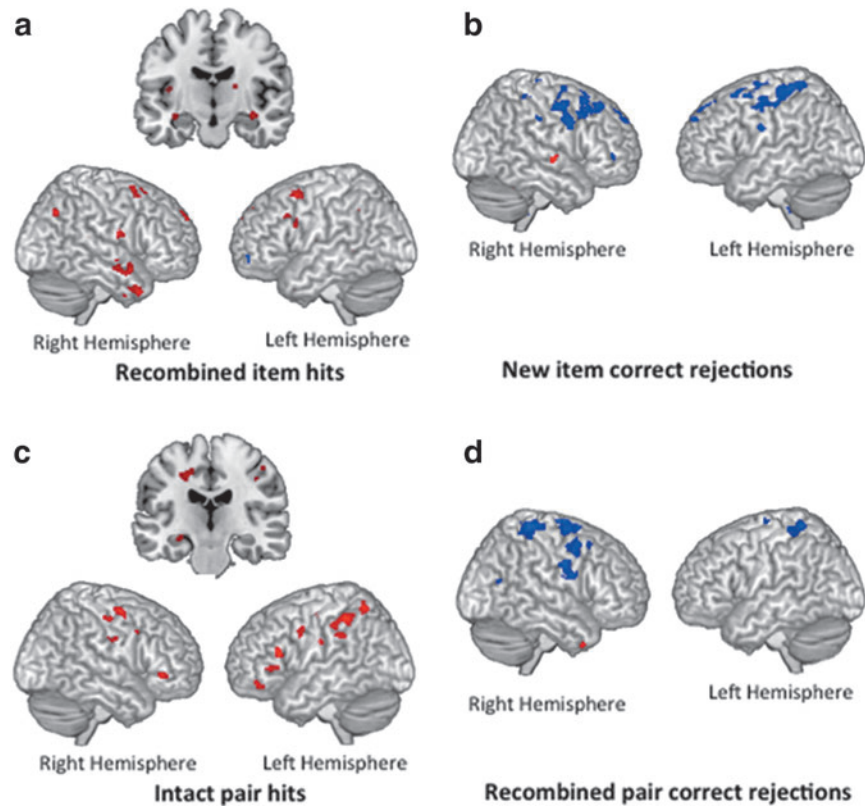 a
Right Hemisphere
Left Hemisphere
Recombined item hits
b
Right Hemisphere
Left Hemisphere
New item correct rejections
c
Right Hemisphere
Left Hemisphere
Intact pair hits
d
Right Hemisphere
Left Hemisphere
Recombined pair correct rejections